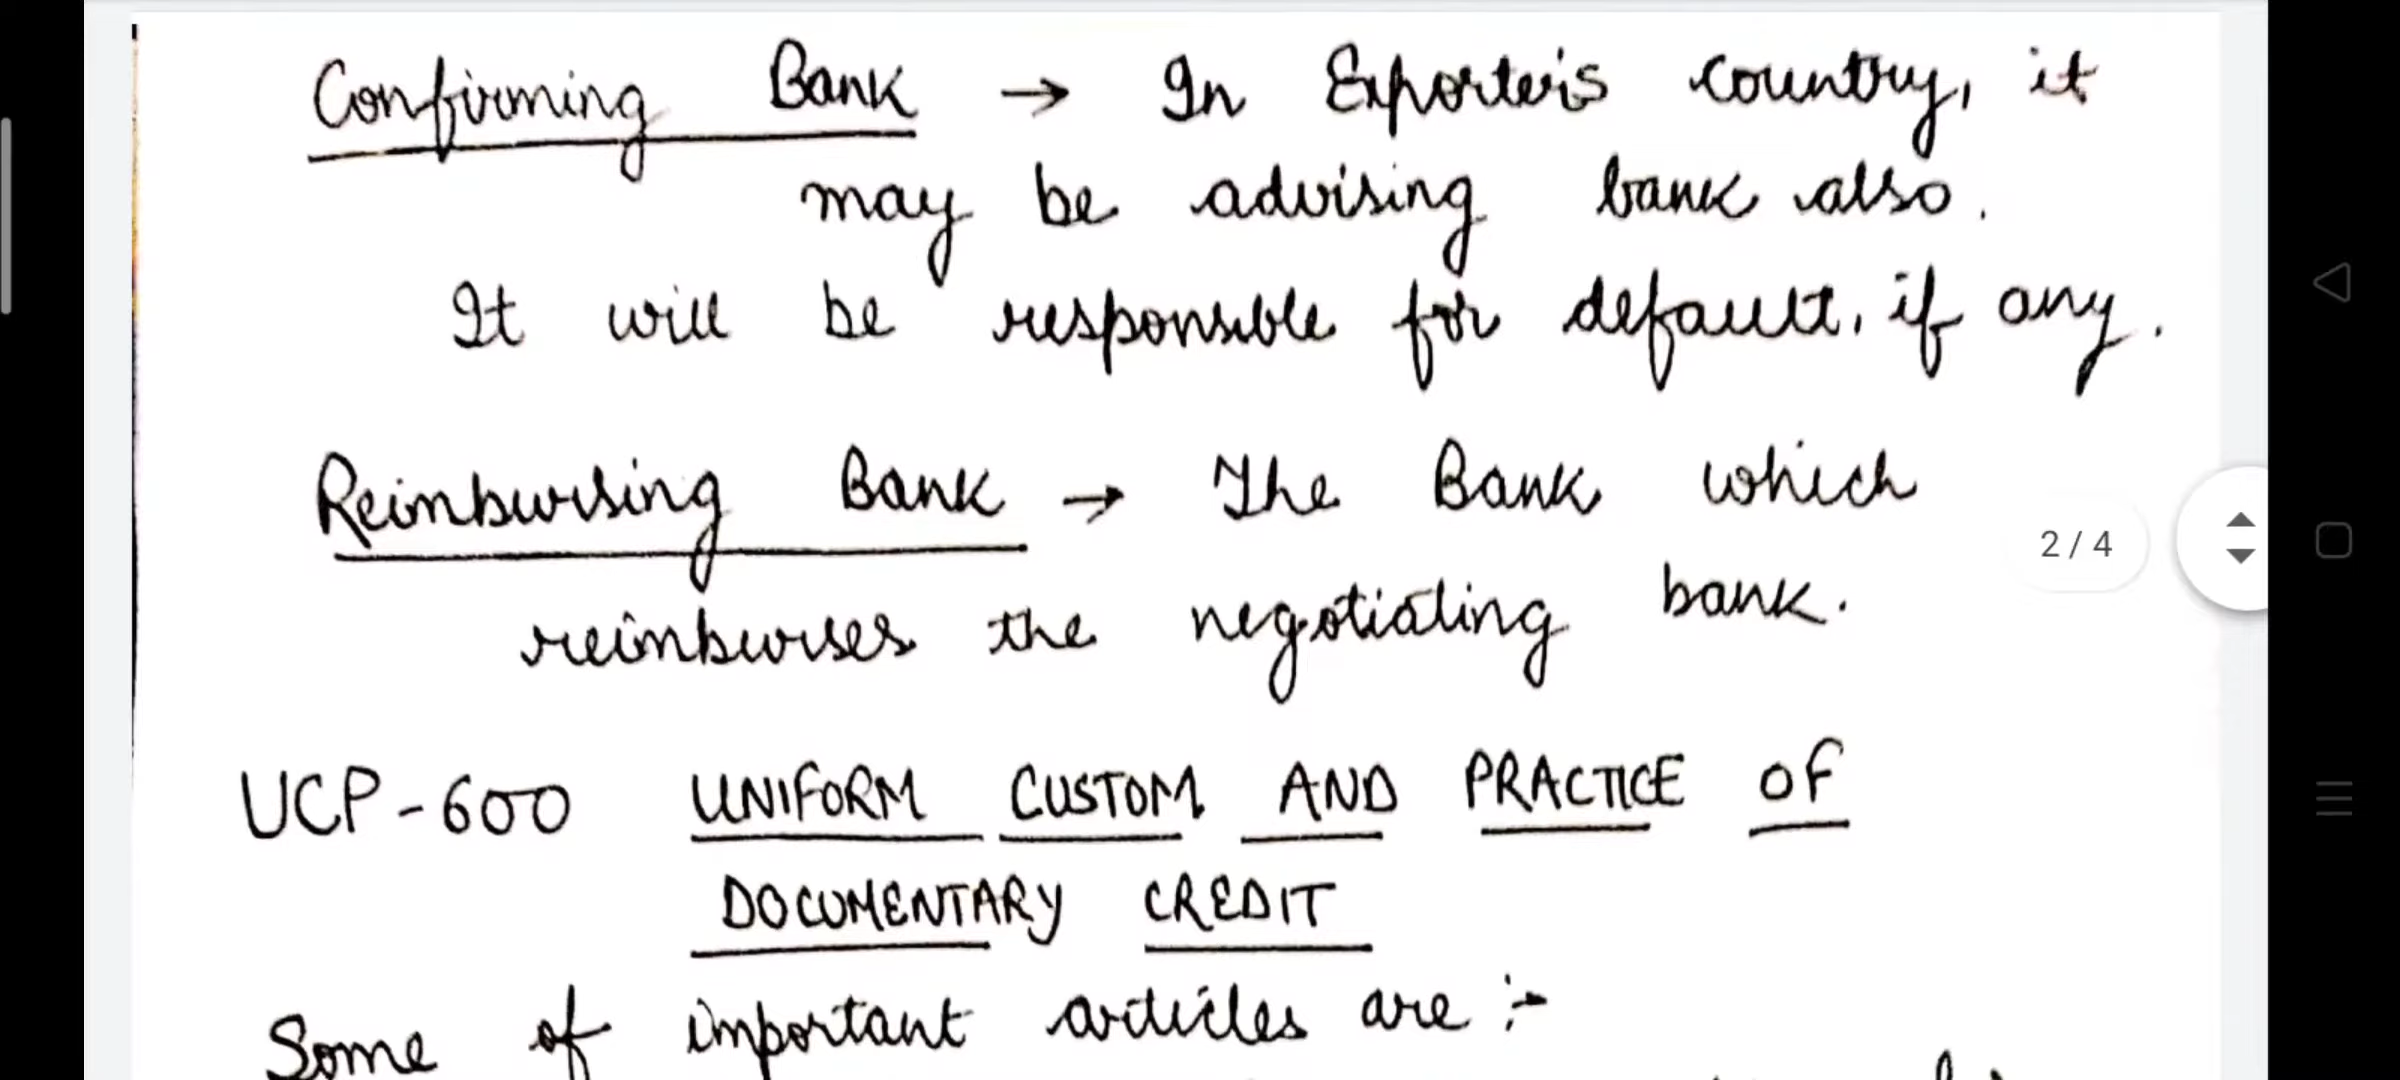 Confirming Bank → In Exporter's country, it
may be advising bank also.
It will be responsible for default, if any.
Reimbursing Bank → The Bank which
2/4
reimburses the negotiating bank.
UCP-600 UNIFORM CUSTOM AND PRACTICE OF
DOCUMENTARY CREDIT
Some of important articles are :-